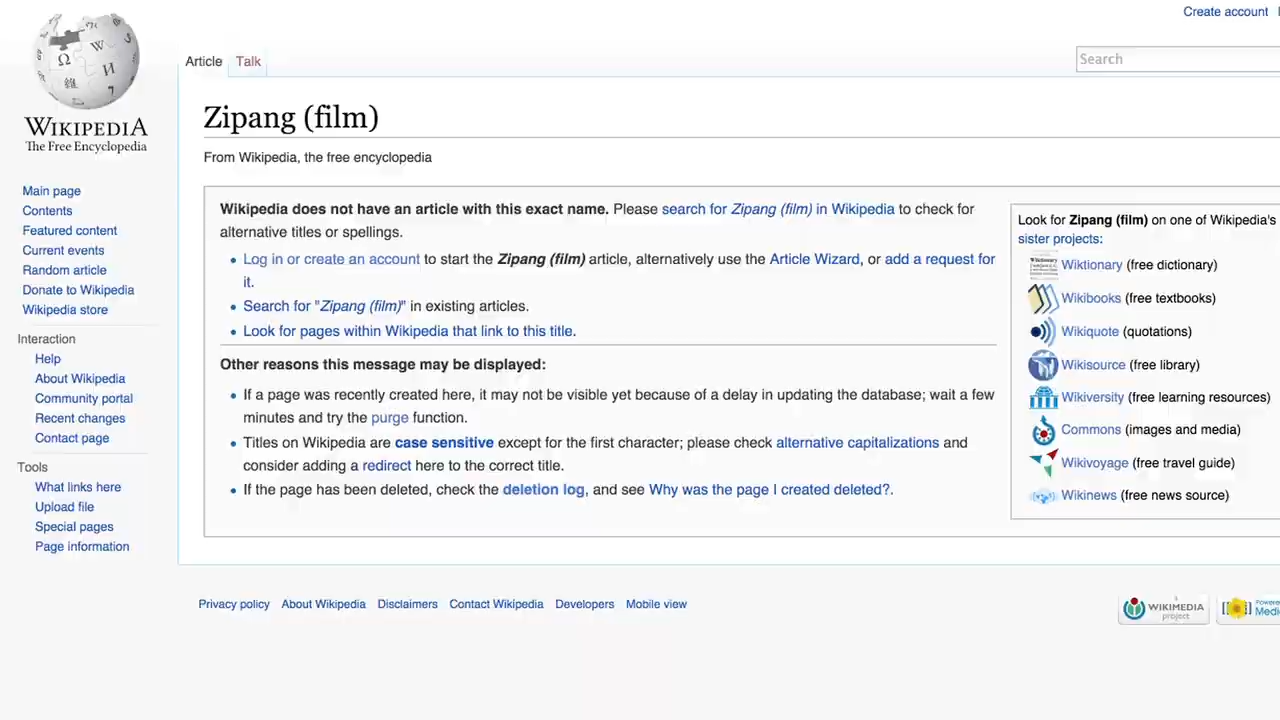 Create account
Article Talk
Search
WIKIPEDIA
The Free Encyclopedia
Main page
Contents
Featured content
Current events
Random article
Donate to Wikipedia
Wikipedia store
Interaction
Help
About Wikipedia
Community portal
Recent changes
Contact page
Tools
What links here
Upload file
Special pages
Page information
Zipang (film)
From Wikipedia, the free encyclopedia
Wikipedia does not have an article with this exact name. Please search for Zipang (film) in Wikipedia to check for
alternative titles or spellings.
• Log in or create an account to start the Zipang (film) article, alternatively use the Article Wizard, or add a request for
it.
• Search for "Zipang (film)" in existing articles.
• Look for pages within Wikipedia that link to this title.
Other reasons this message may be displayed:
• If a page was recently created here, it may not be visible yet because of a delay in updating the database; wait a few
minutes and try the purge function.
• Titles on Wikipedia are case sensitive except for the first character; please check alternative capitalizations and
consider adding a redirect here to the correct title.
• If the page has been deleted, check the deletion log, and see Why was the page I created deleted?.
Look for Zipang (film) on one of Wikipedia's
sister projects:
Wiktionary (free dictionary)
Wikibooks (free textbooks)
Wikiquote (quotations)
Wikisource (free library)
Wikiversity (free learning resources)
Commons (images and media)
Wikivoyage (free travel guide)
Wikinews (free news source)
Privacy policy About Wikipedia Disclaimers Contact Wikipedia Developers Mobile view
WIKIMEDIA
project